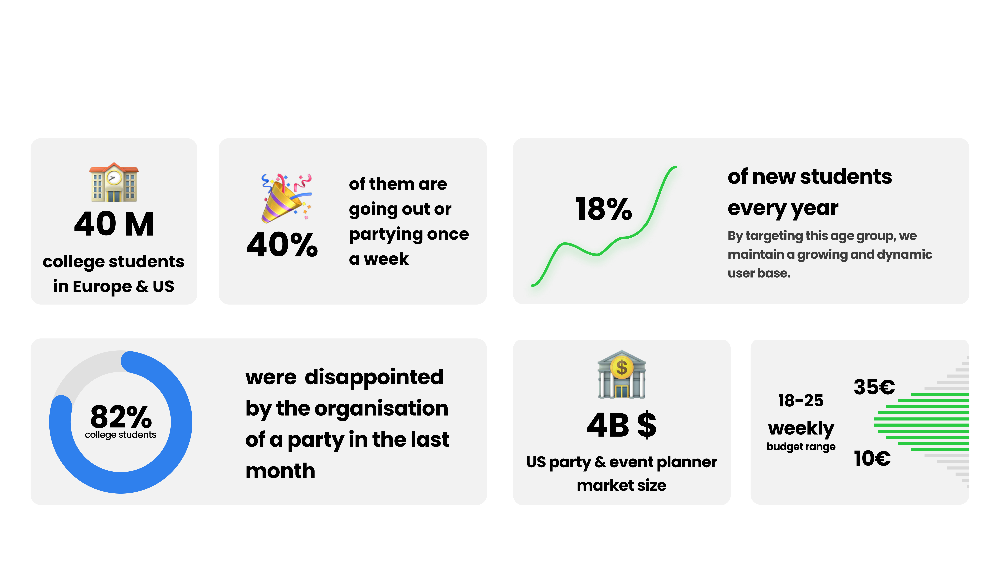 40 M
college students
in Europe & US
40%
of them are
going out or
partying once
a week
18%
of new students
every year
By targeting this age group, we
maintain a growing and dynamic
user base.
82%
college students
were disappointed
by the organisation
of a party in the last
month
$
4B $
US party & event planner
market size
18-25
weekly
budget range
35€
10€